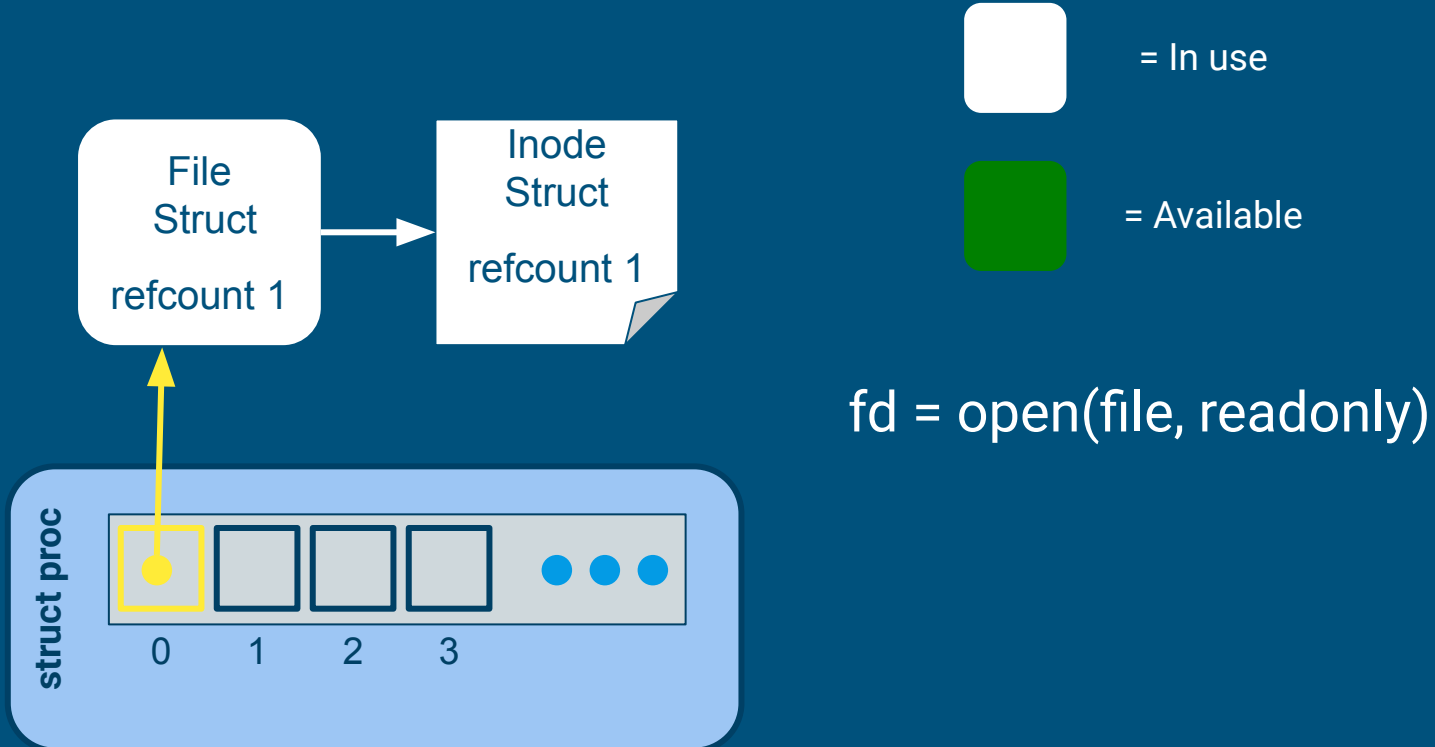 File
Struct
refcount 1
Inode
Struct
refcount 1
= In use
= Available
fd = open(file, readonly)
struct proc
0 1 2 3